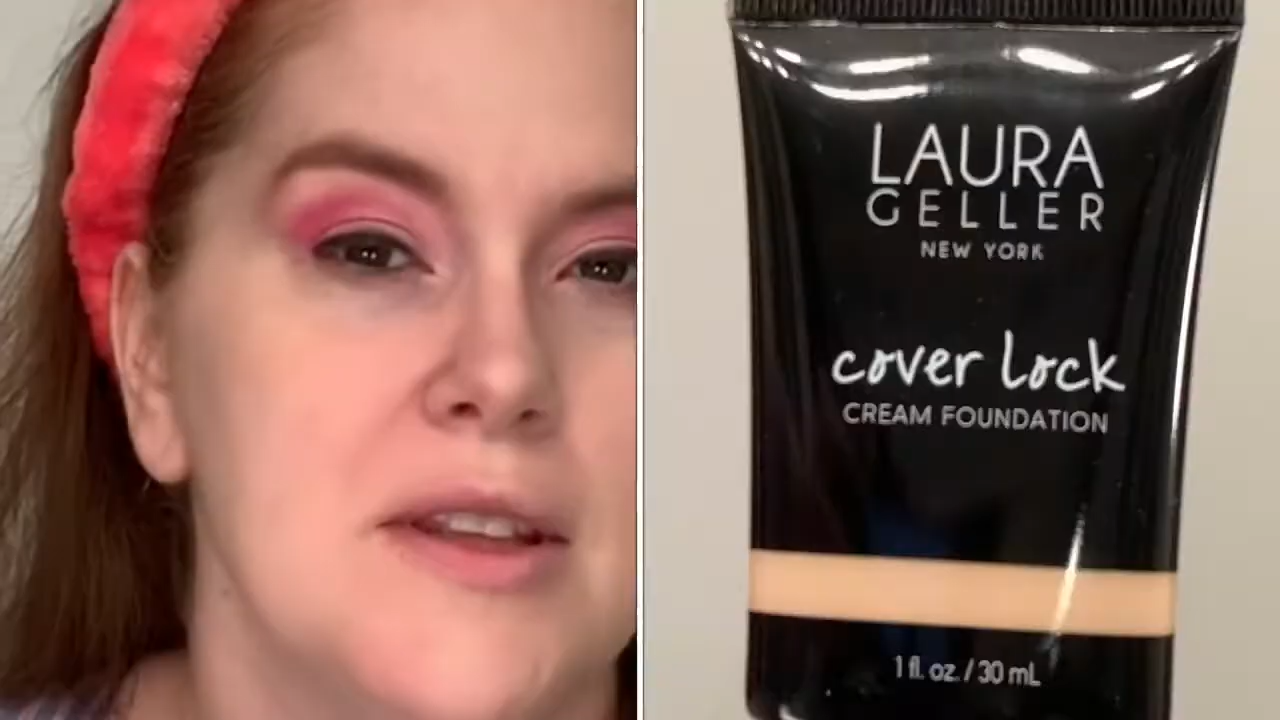 LAURA
GELLER
NEW YORK
cover lock
CREAM FOUNDATION
1 fl. oz. / 30 mL